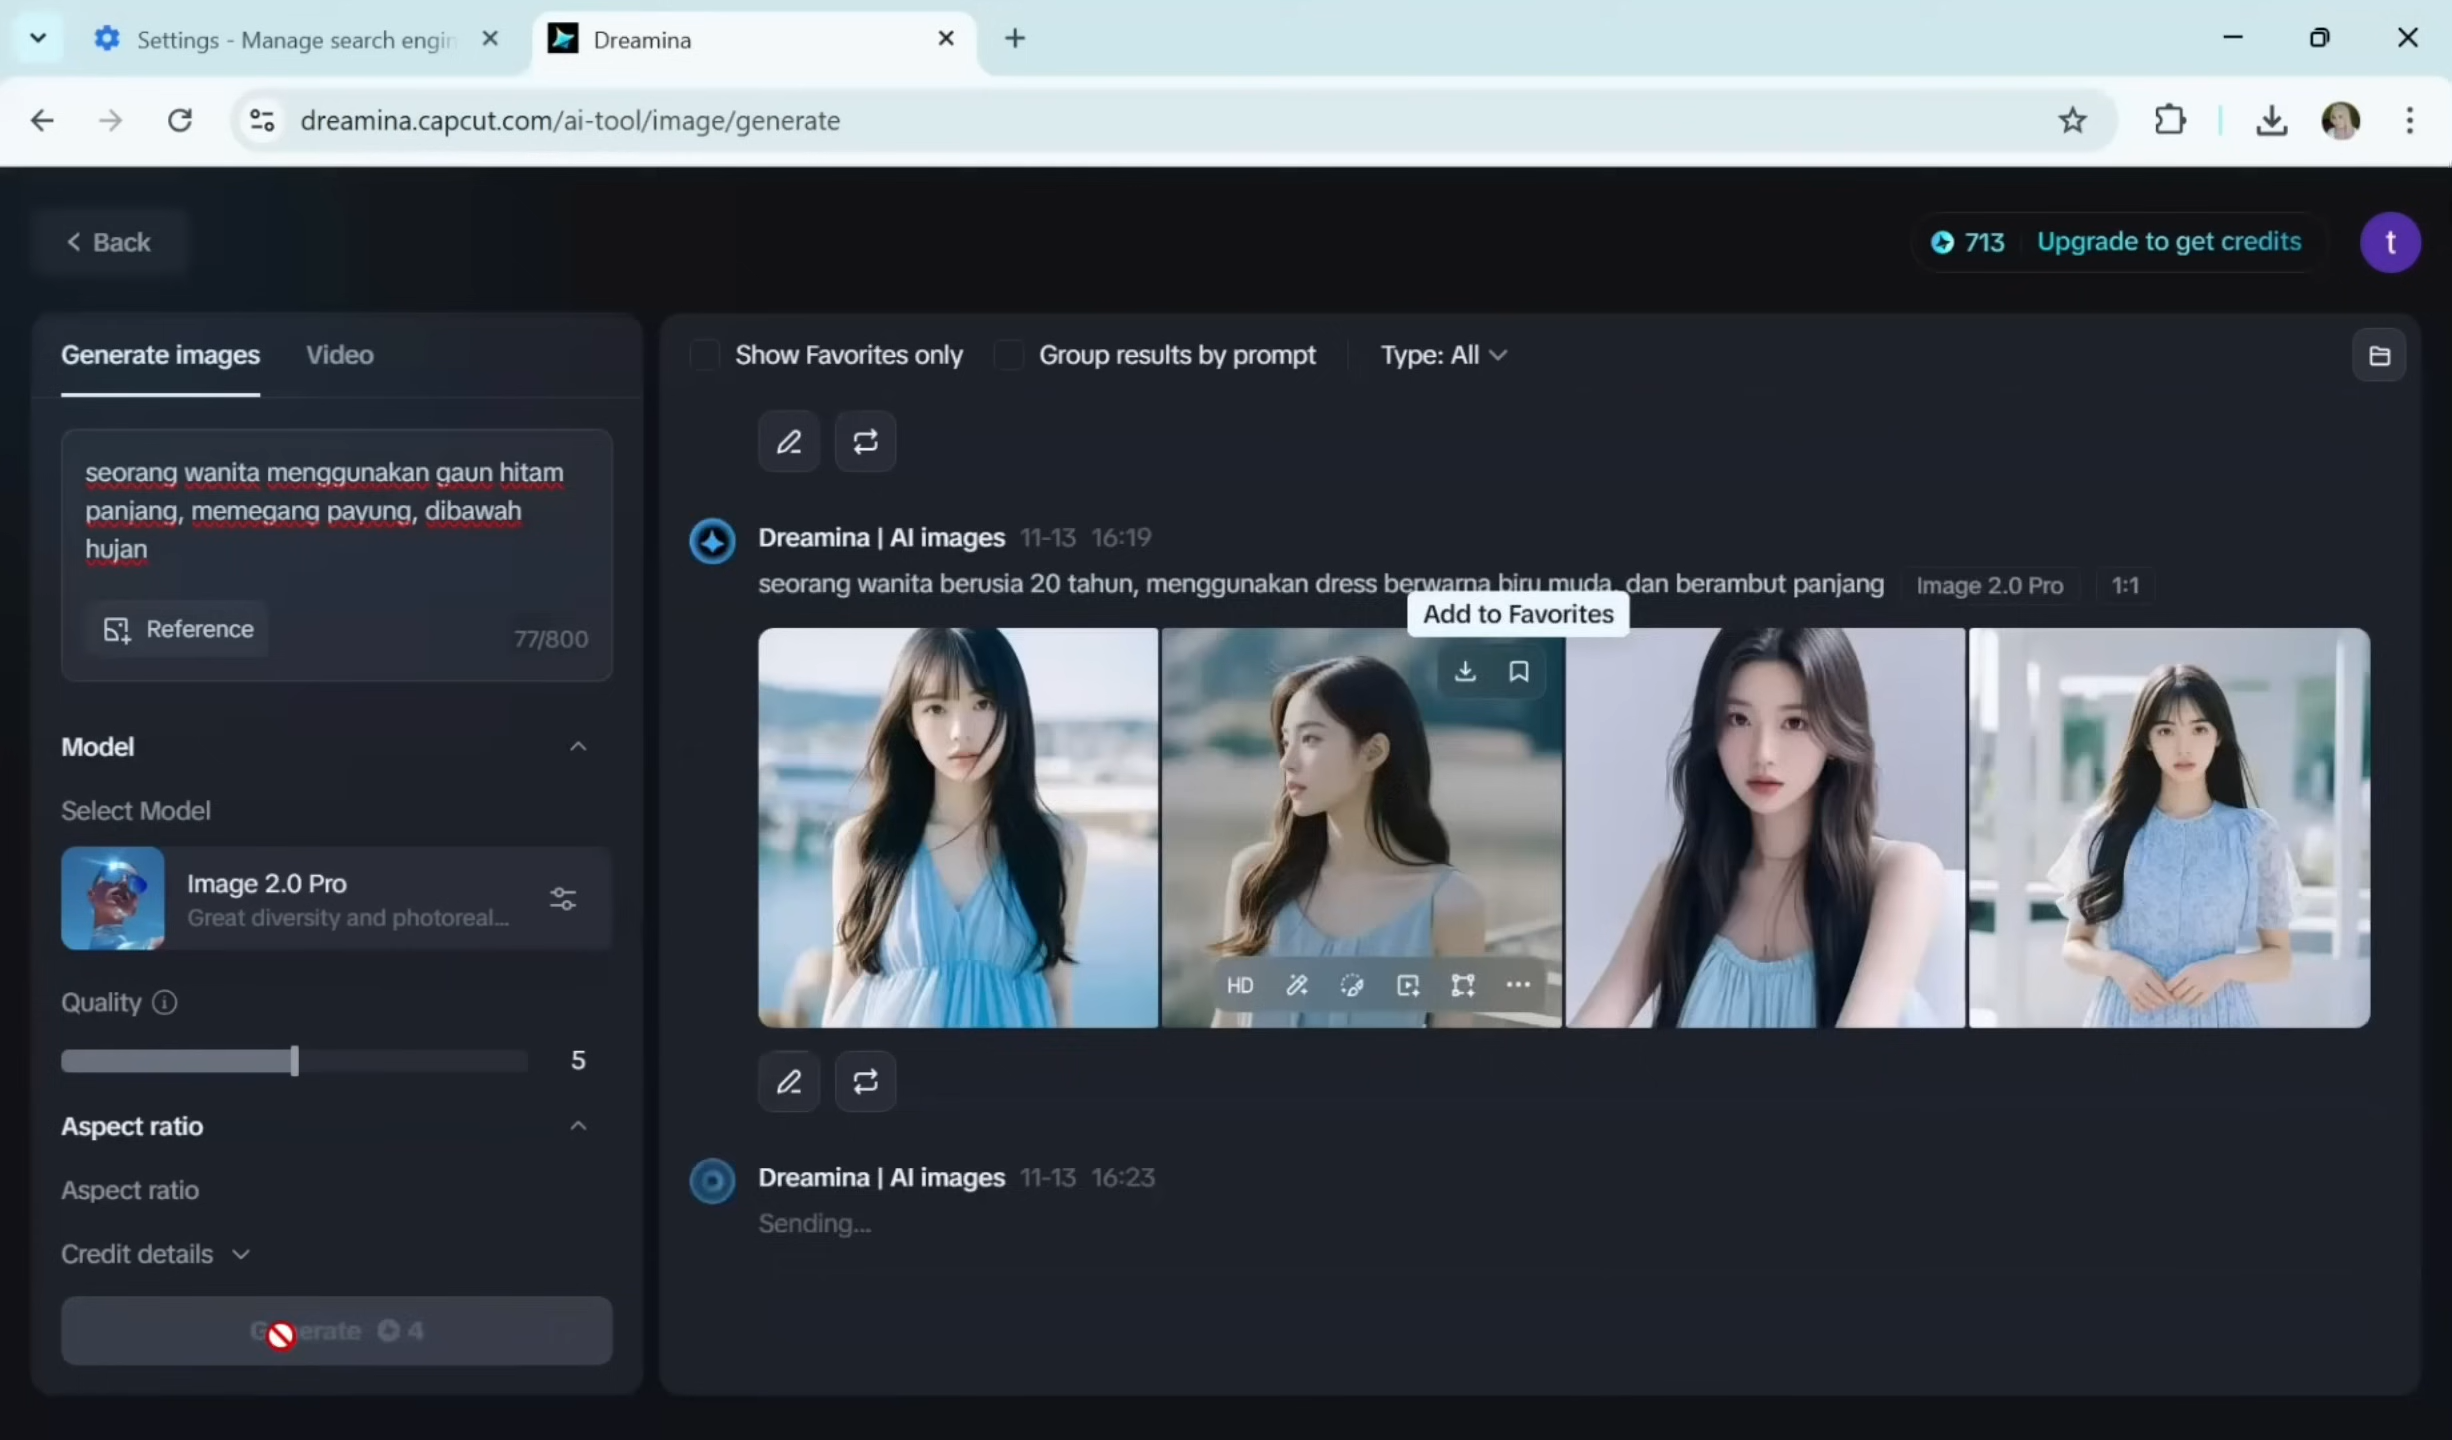 Settings - Manage search engin
Dreamina
dreamina.capcut.com/ai-tool/image/generate
Back
713
Upgrade to get credits
t
Generate images
Video
seorang wanita menggunakan gaun hitam
panjang, memegang payung, dibawah
hujan
Reference
77/800
Model
Select Model
Image 2.0 Pro
Great diversity and photoreal...
Quality
5
Aspect ratio
Aspect ratio
Credit details
4
Show Favorites only
Group results by prompt
Type: All
Dreamina | AI images 11-13 16:19
seorang wanita berusia 20 tahun, menggunakan dress berwarna biru muda, dan berambut panjang
Image 2.0 Pro
1:1
Add to Favorites
HD
Dreamina | AI images 11-13 16:23
Sending...